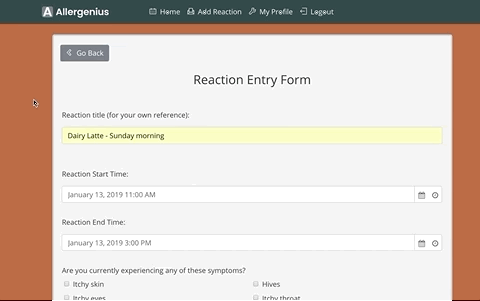 A Allergenius Home Add Reaction My Profile Logout
Go Back
Reaction Entry Form
Reaction title (for your own reference):
Dairy Latte - Sunday morning
Reaction Start Time:
January 13, 2019 11:00 AM
Reaction End Time:
January 13, 2019 3:00 PM
Are you currently experiencing any of these symptoms?
Itchy skin Hives
Itchy eyes Itchy throat